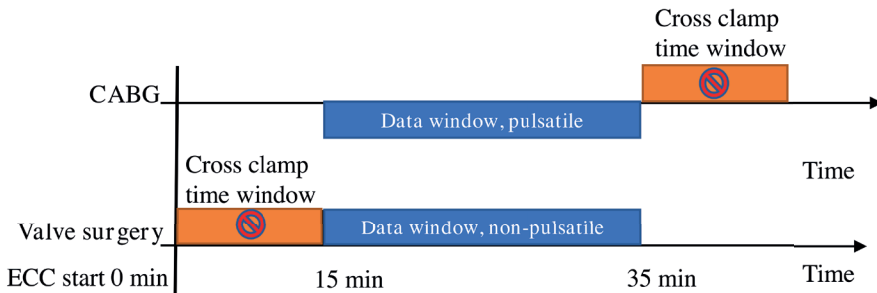 Cross clamp
time window
CABG
Data window, pulsatile
Time
Cross clamp
time window
Valve surgery
Data window, non-pulsatile
ECC start 0 min
15 min
35 min
Time